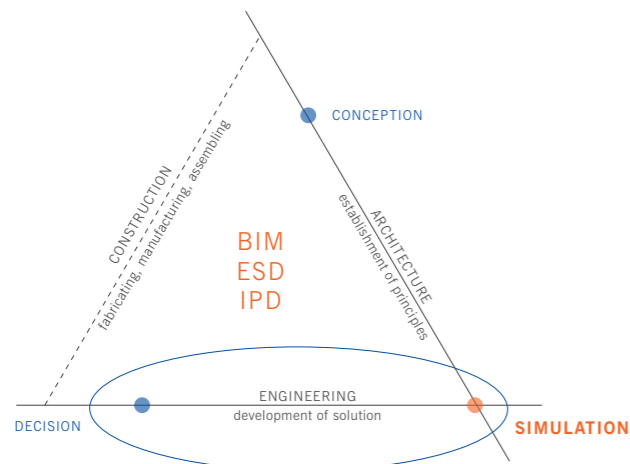 CONCEPTION
CONSTRUCTION
fabricating, manufacturing, assembling
ARCHITECTURE
establishment of principles
BIM
ESD
IPD
ENGINEERING
development of solution
DECISION
SIMULATION